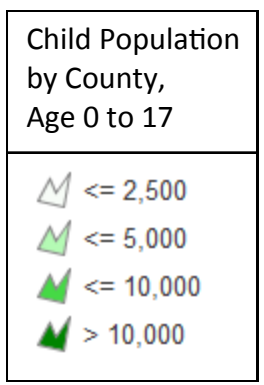 Child Population
by County,
Age 0 to 17
<= 2,500
<= 5,000
<= 10,000
> 10,000